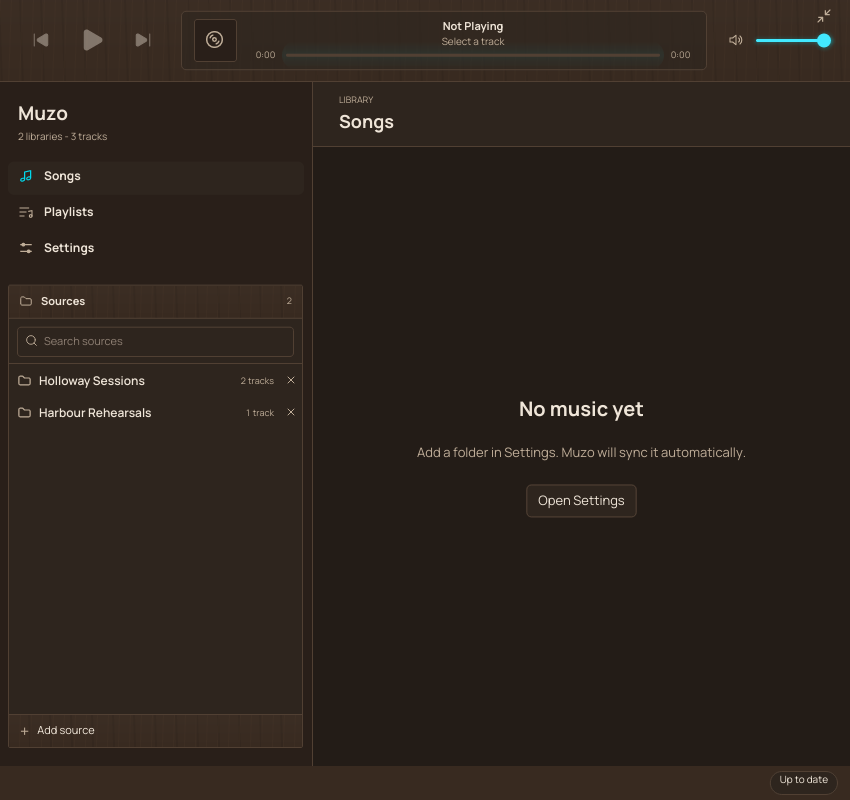 Not Playing
Select a track
0:00
0:00
Muzo
2 libraries - 3 tracks
Songs
Playlists
Settings
Sources
2
Search sources
Holloway Sessions
2 tracks
Harbour Rehearsals
1 track
Add source
LIBRARY
Songs
No music yet
Add a folder in Settings. Muzo will sync it automatically.
Open Settings
Up to date